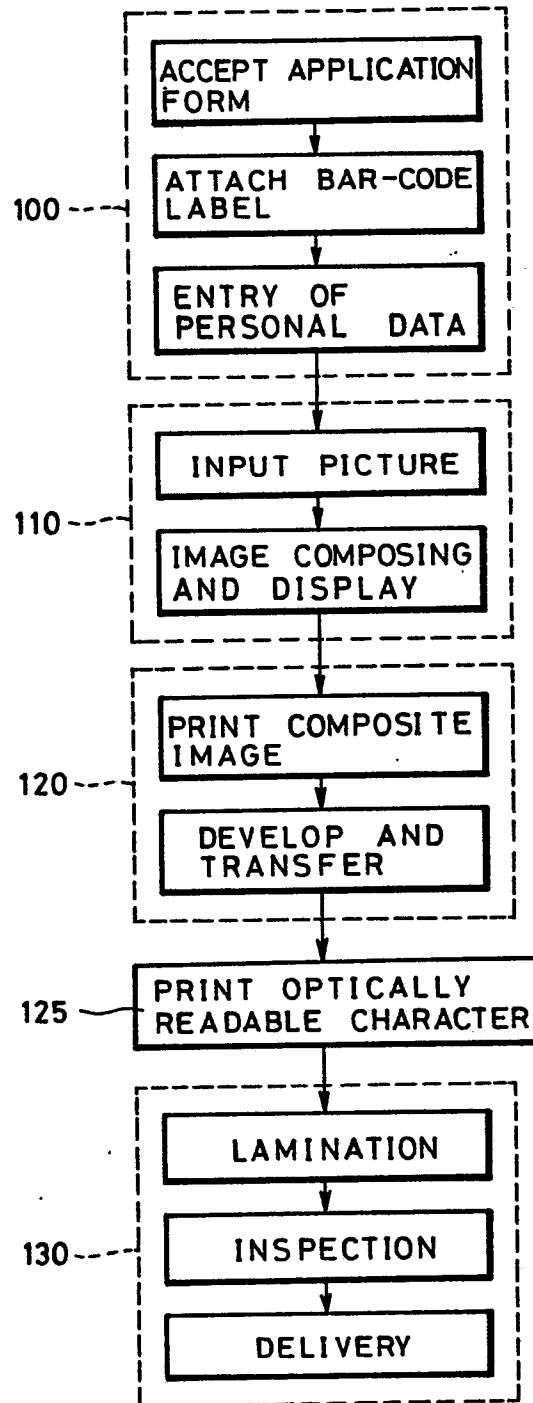 ACCEPT APPLICATION
FORM
100
ATTACH BAR-CODE
LABEL
ENTRY OF
PERSONAL DATA
INPUT PICTURE
110
IMAGE COMPOSING
AND DISPLAY
PRINT COMPOSITE
IMAGE
120
DEVELOP AND
TRANSFER
125
PRINT OPTICALLY
READABLE CHARACTER
LAMINATION
130
INSPECTION
DELIVERY